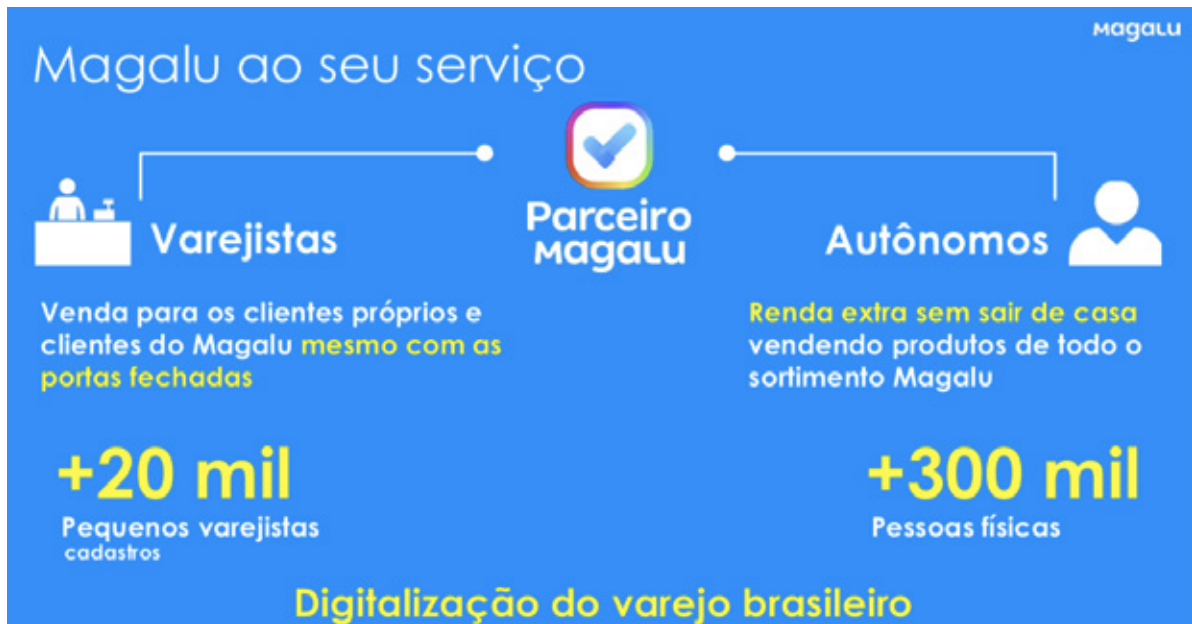 Magalu
Magalu ao seu serviço
Parceiro
Magalu
Varejistas
Venda para os clientes próprios e
clientes do Magalu mesmo com as
portas fechadas
+20 mil
Pequenos varejistas
cadastros
Autônomos
Renda extra sem sair de casa
vendendo produtos de todo o
sortimento Magalu
+300 mil
Pessoas físicas
Digitalização do varejo brasileiro